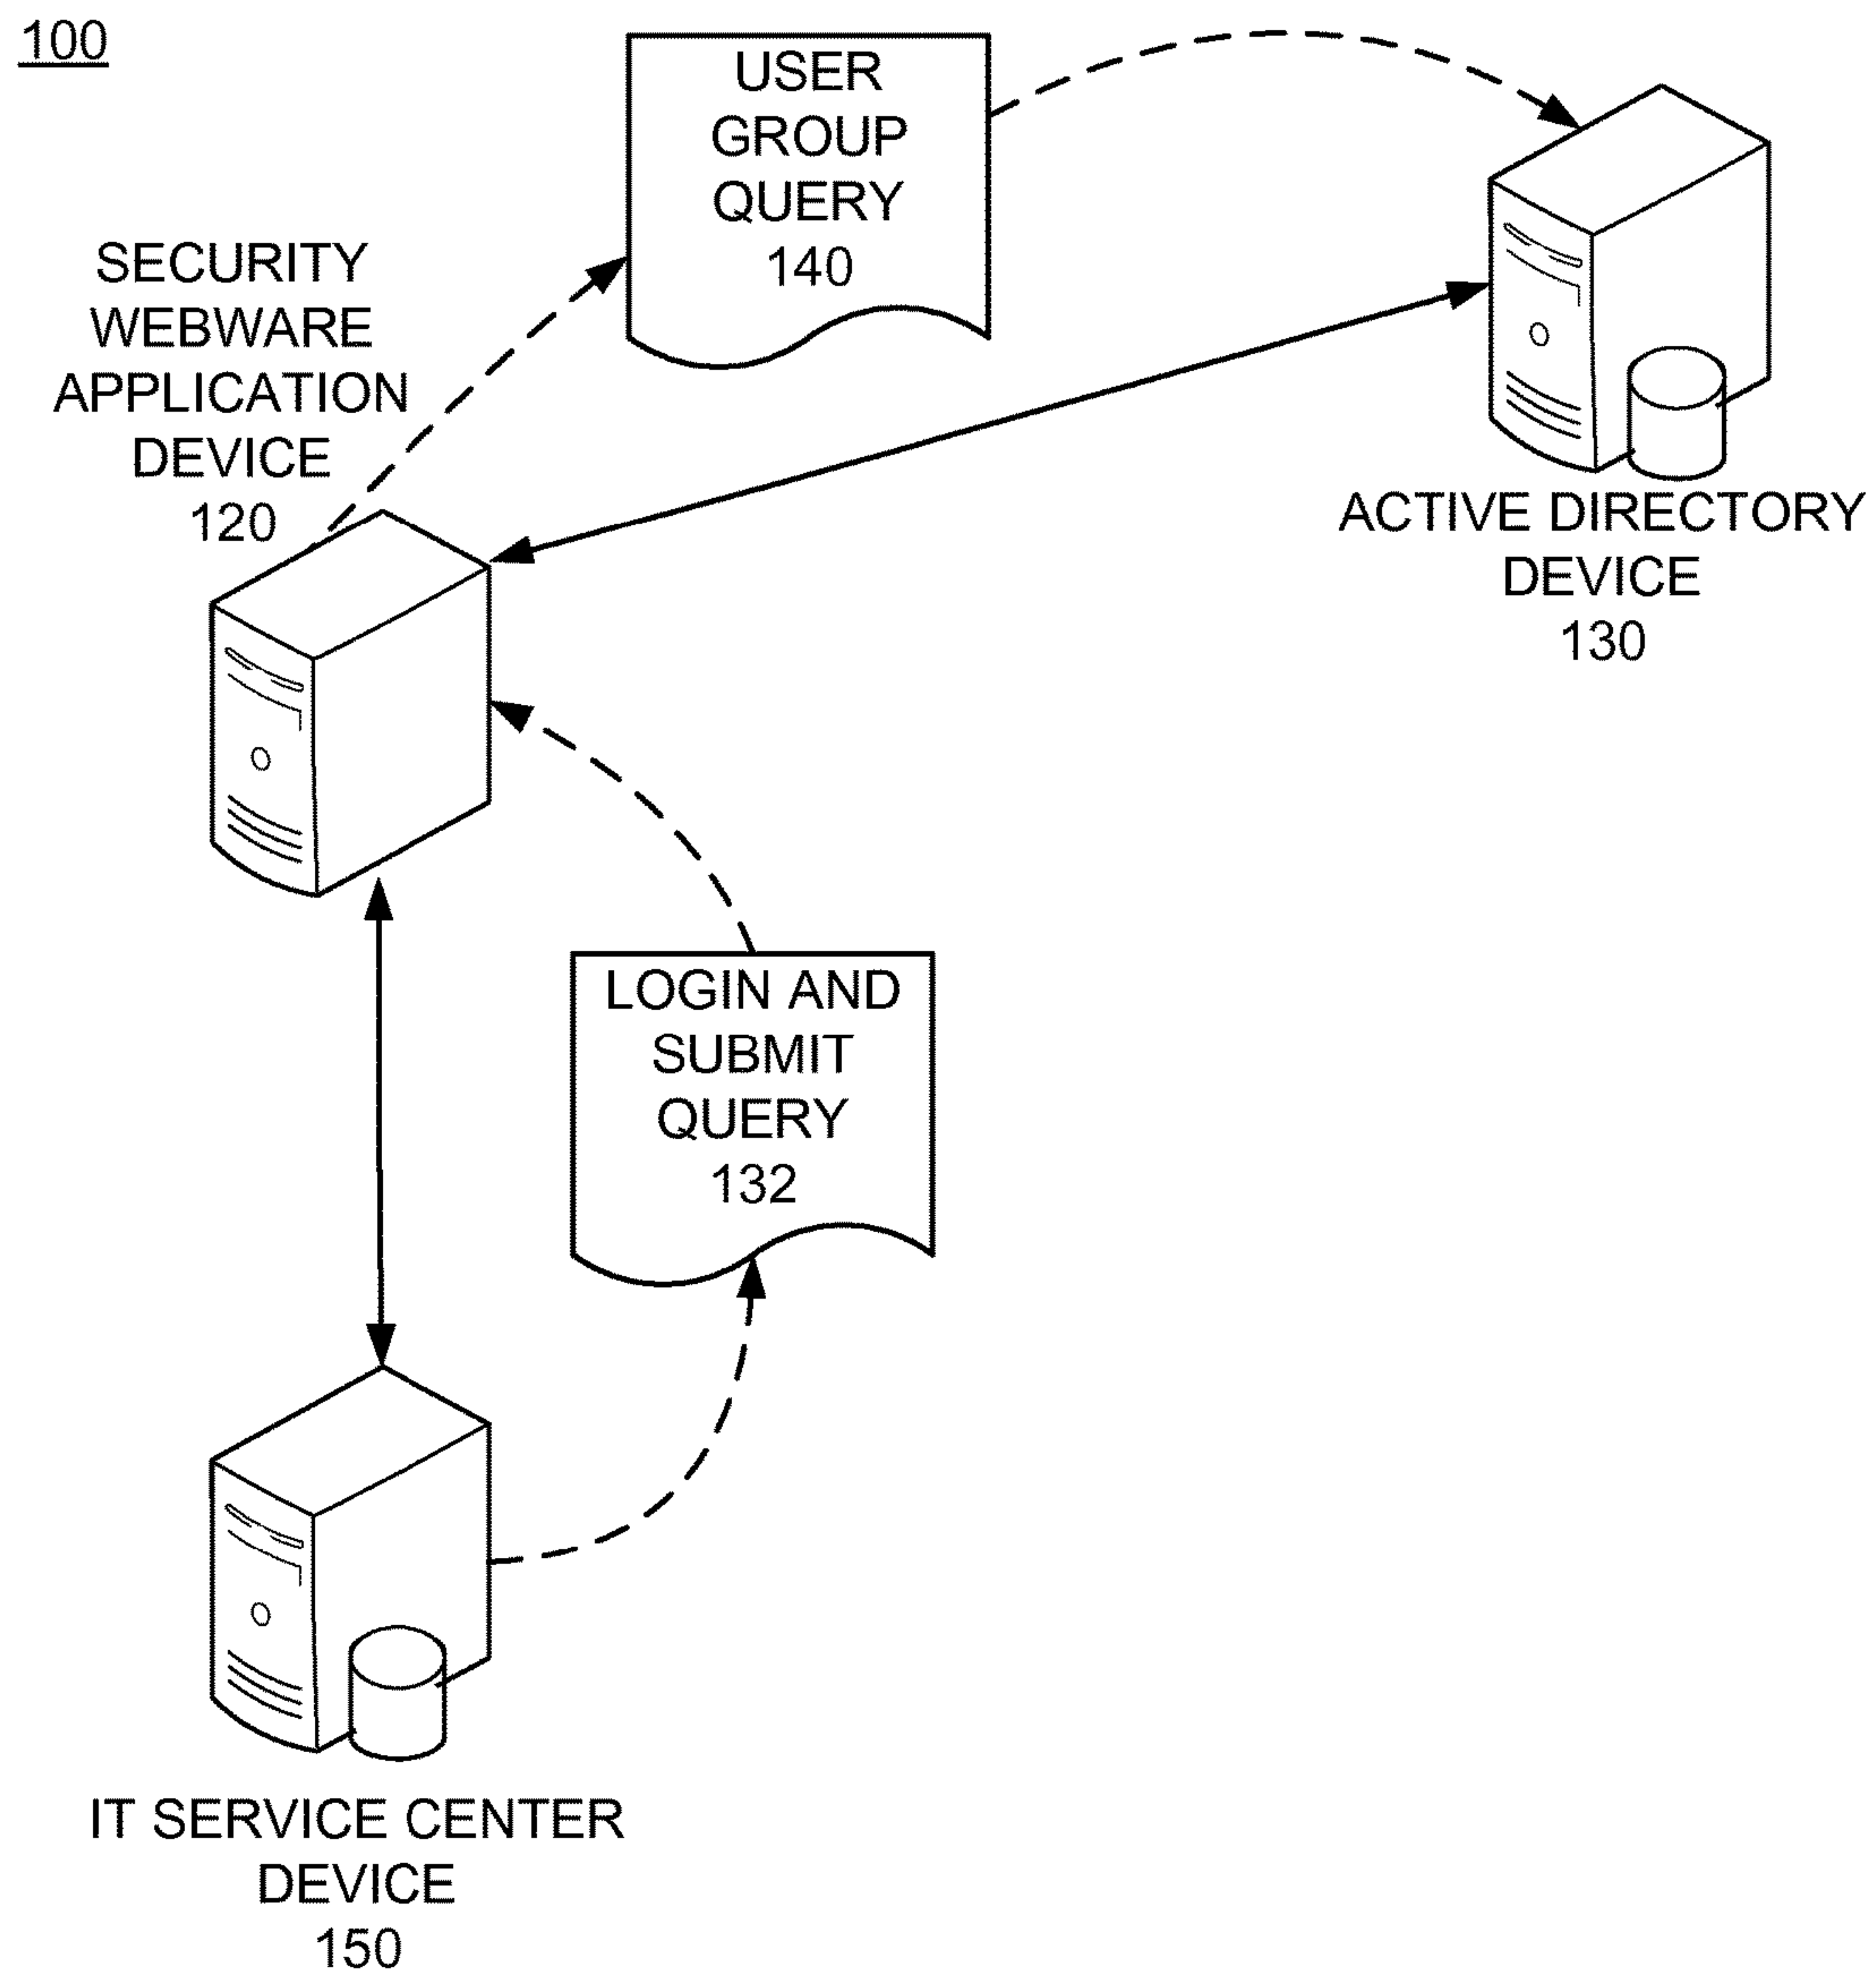 100
USER
GROUP
QUERY
140
SECURITY
WEBWARE
APPLICATION
DEVICE
120
ACTIVE DIRECTORY
DEVICE
130
LOGIN AND
SUBMIT
QUERY
132
IT SERVICE CENTER
DEVICE
150